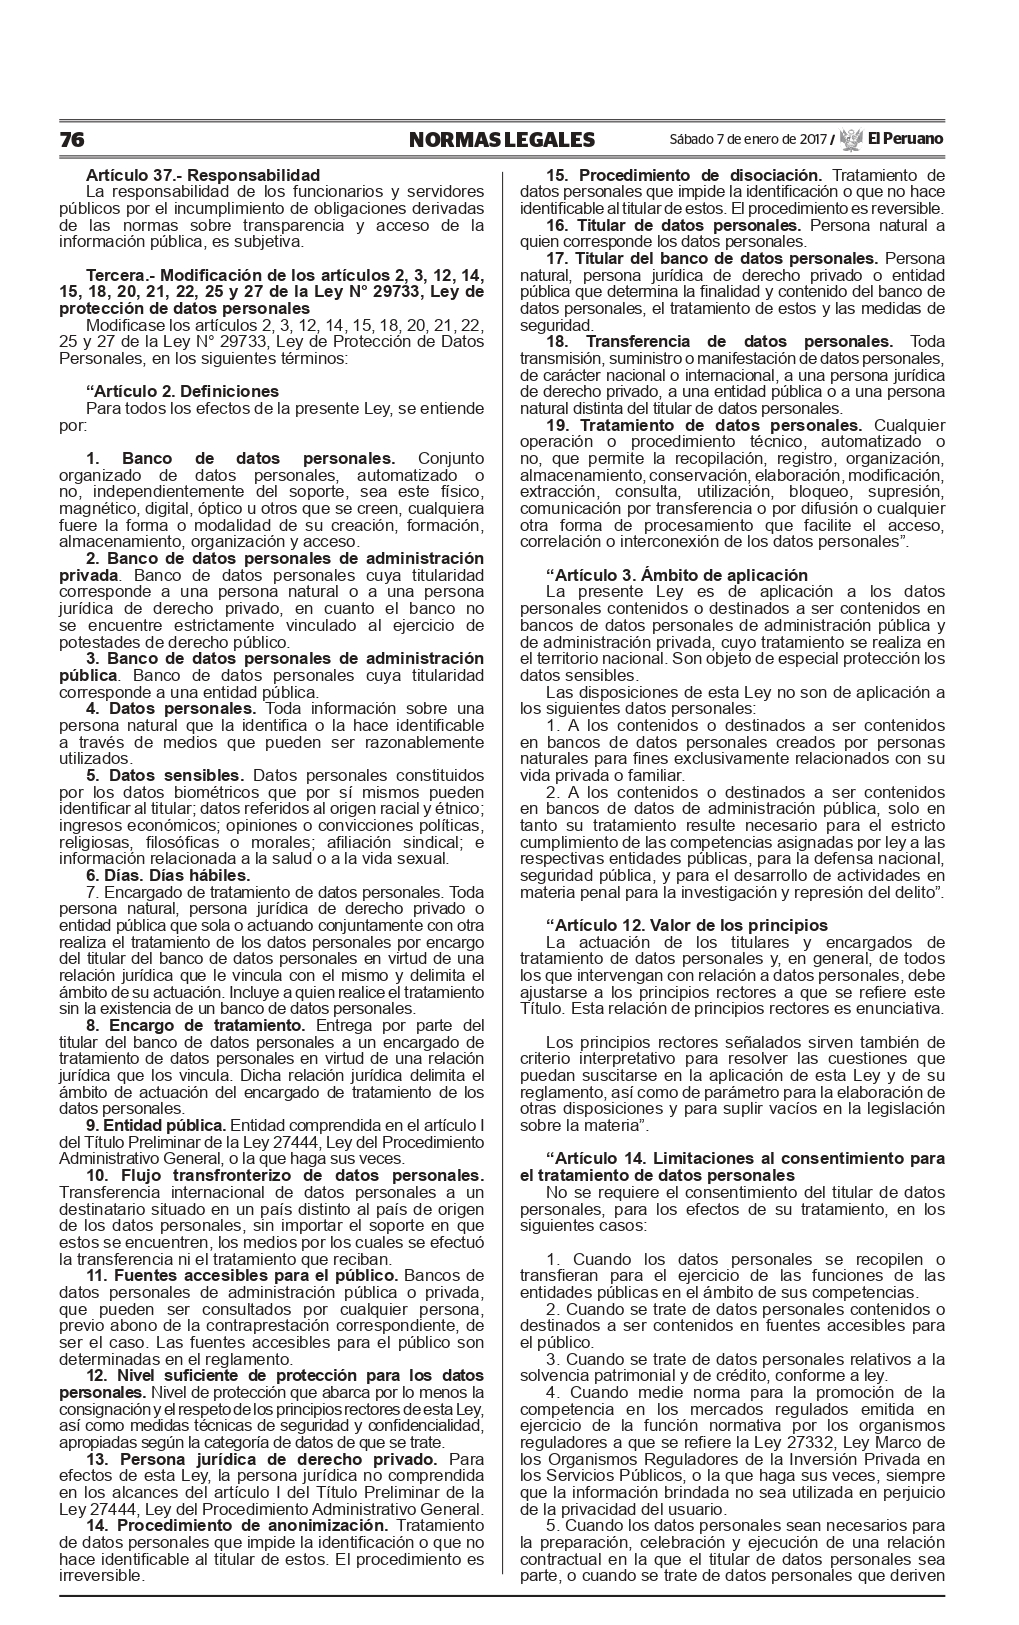 76
NORMAS LEGALES
Sábado 7 de enero de 2017 /
El Peruano
Artículo 37.- Responsabilidad
La responsabilidad de los funcionarios y servidores
públicos por el incumplimiento de obligaciones derivadas
de las normas sobre transparencia y acceso de la
información pública, es subjetiva.
Tercera.- Modificación de los artículos 2, 3, 12, 14,
15, 18, 20, 21, 22, 25 y 27 de la Ley N° 29733, Ley de
protección de datos personales
Modifícase los artículos 2, 3, 12, 14, 15, 18, 20, 21, 22,
25 y 27 de la Ley N° 29733, Ley de Protección de Datos
Personales, en los siguientes términos:
“Artículo 2. Definiciones
Para todos los efectos de la presente Ley, se entiende
por:
1. Banco de datos personales. Conjunto
organizado de datos personales, automatizado o
no, independientemente del soporte, sea este físico,
magnético, digital, óptico u otros que se creen, cualquiera
fuere la forma o modalidad de su creación, formación,
almacenamiento, organización y acceso.
2. Banco de datos personales de administración
privada. Banco de datos personales cuya titularidad
corresponde a una persona natural o a una persona
jurídica de derecho privado, en cuanto el banco no
se encuentre estrictamente vinculado al ejercicio de
potestades de derecho público.
3. Banco de datos personales de administración
pública. Banco de datos personales cuya titularidad
corresponde a una entidad pública.
4. Datos personales. Toda información sobre una
persona natural que la identifica o la hace identificable
a través de medios que pueden ser razonablemente
utilizados.
5. Datos sensibles. Datos personales constituidos
por los datos biométricos que por sí mismos pueden
identificar al titular; datos referidos al origen racial y étnico;
ingresos económicos; opiniones o convicciones políticas,
religiosas, filosóficas o morales; afiliación sindical; e
información relacionada a la salud o a la vida sexual.
6. Días. Días hábiles.
7. Encargado de tratamiento de datos personales. Toda
persona natural, persona jurídica de derecho privado o
entidad pública que sola o actuando conjuntamente con otra
realiza el tratamiento de los datos personales por encargo
del titular del banco de datos personales en virtud de una
relación jurídica que le vincula con el mismo y delimita el
ámbito de su actuación. Incluye a quien realice el tratamiento
sin la existencia de un banco de datos personales.
8. Encargo de tratamiento. Entrega por parte del
titular del banco de datos personales a un encargado de
tratamiento de datos personales en virtud de una relación
jurídica que los vincula. Dicha relación jurídica delimita el
ámbito de actuación del encargado de tratamiento de los
datos personales.
9. Entidad pública. Entidad comprendida en el artículo I
del Título Preliminar de la Ley 27444, Ley del Procedimiento
Administrativo General, o la que haga sus veces.
10. Flujo transfronterizo de datos personales.
Transferencia internacional de datos personales a un
destinatario situado en un país distinto al país de origen
de los datos personales, sin importar el soporte en que
estos se encuentren, los medios por los cuales se efectuó
la transferencia ni el tratamiento que reciban.
11. Fuentes accesibles para el público. Bancos de
datos personales de administración pública o privada,
que pueden ser consultados por cualquier persona,
previo abono de la contraprestación correspondiente, de
ser el caso. Las fuentes accesibles para el público son
determinadas en el reglamento.
12. Nivel suficiente de protección para los datos
personales. Nivel de protección que abarca por lo menos la
consignación y el respeto de los principios rectores de esta Ley,
así como medidas técnicas de seguridad y confidencialidad,
apropiadas según la categoría de datos de que se trate.
13. Persona jurídica de derecho privado. Para
efectos de esta Ley, la persona jurídica no comprendida
en los alcances del artículo I del Título Preliminar de la
Ley 27444, Ley del Procedimiento Administrativo General.
14. Procedimiento de anonimización. Tratamiento
de datos personales que impide la identificación o que no
hace identificable al titular de estos. El procedimiento es
irreversible.
15. Procedimiento de disociación. Tratamiento de
datos personales que impide la identificación o que no hace
identificable al titular de estos. El procedimiento es reversible.
16. Titular de datos personales. Persona natural a
quien corresponde los datos personales.
17. Titular del banco de datos personales. Persona
natural, persona jurídica de derecho privado o entidad
pública que determina la finalidad y contenido del banco de
datos personales, el tratamiento de estos y las medidas de
seguridad.
18. Transferencia de datos personales. Toda
transmisión, suministro o manifestación de datos personales,
de carácter nacional o internacional, a una persona jurídica
de derecho privado, a una entidad pública o a una persona
natural distinta del titular de datos personales.
19. Tratamiento de datos personales. Cualquier
operación o procedimiento técnico, automatizado o
no, que permite la recopilación, registro, organización,
almacenamiento, conservación, elaboración, modificación,
extracción, consulta, utilización, bloqueo, supresión,
comunicación por transferencia o por difusión o cualquier
otra forma de procesamiento que facilite el acceso,
correlación o interconexión de los datos personales”.
“Artículo 3. Ámbito de aplicación
La presente Ley es de aplicación a los datos
personales contenidos o destinados a ser contenidos en
bancos de datos personales de administración pública y
de administración privada, cuyo tratamiento se realiza en
el territorio nacional. Son objeto de especial protección los
datos sensibles.
Las disposiciones de esta Ley no son de aplicación a
los siguientes datos personales:
1. A los contenidos o destinados a ser contenidos
en bancos de datos personales creados por personas
naturales para fines exclusivamente relacionados con su
vida privada o familiar.
2. A los contenidos o destinados a ser contenidos
en bancos de datos de administración pública, solo en
tanto su tratamiento resulte necesario para el estricto
cumplimiento de las competencias asignadas por ley a las
respectivas entidades públicas, para la defensa nacional,
seguridad pública, y para el desarrollo de actividades en
materia penal para la investigación y represión del delito”.
“Artículo 12. Valor de los principios
La actuación de los titulares y encargados de
tratamiento de datos personales y, en general, de todos
los que intervengan con relación a datos personales, debe
ajustarse a los principios rectores a que se refiere este
Título. Esta relación de principios rectores es enunciativa.
Los principios rectores señalados sirven también de
criterio interpretativo para resolver las cuestiones que
puedan suscitarse en la aplicación de esta Ley y de su
reglamento, así como de parámetro para la elaboración de
otras disposiciones y para suplir vacíos en la legislación
sobre la materia”.
“Artículo 14. Limitaciones al consentimiento para
el tratamiento de datos personales
No se requiere el consentimiento del titular de datos
personales, para los efectos de su tratamiento, en los
siguientes casos:
1. Cuando los datos personales se recopilen o
transfieran para el ejercicio de las funciones de las
entidades públicas en el ámbito de sus competencias.
2. Cuando se trate de datos personales contenidos o
destinados a ser contenidos en fuentes accesibles para
el público.
3. Cuando se trate de datos personales relativos a la
solvencia patrimonial y de crédito, conforme a ley.
4. Cuando medie norma para la promoción de la
competencia en los mercados regulados emitida en
ejercicio de la función normativa por los organismos
reguladores a que se refiere la Ley 27332, Ley Marco de
los Organismos Reguladores de la Inversión Privada en
los Servicios Públicos, o la que haga sus veces, siempre
que la información brindada no sea utilizada en perjuicio
de la privacidad del usuario.
5. Cuando los datos personales sean necesarios para
la preparación, celebración y ejecución de una relación
contractual en la que el titular de datos personales sea
parte, o cuando se trate de datos personales que deriven